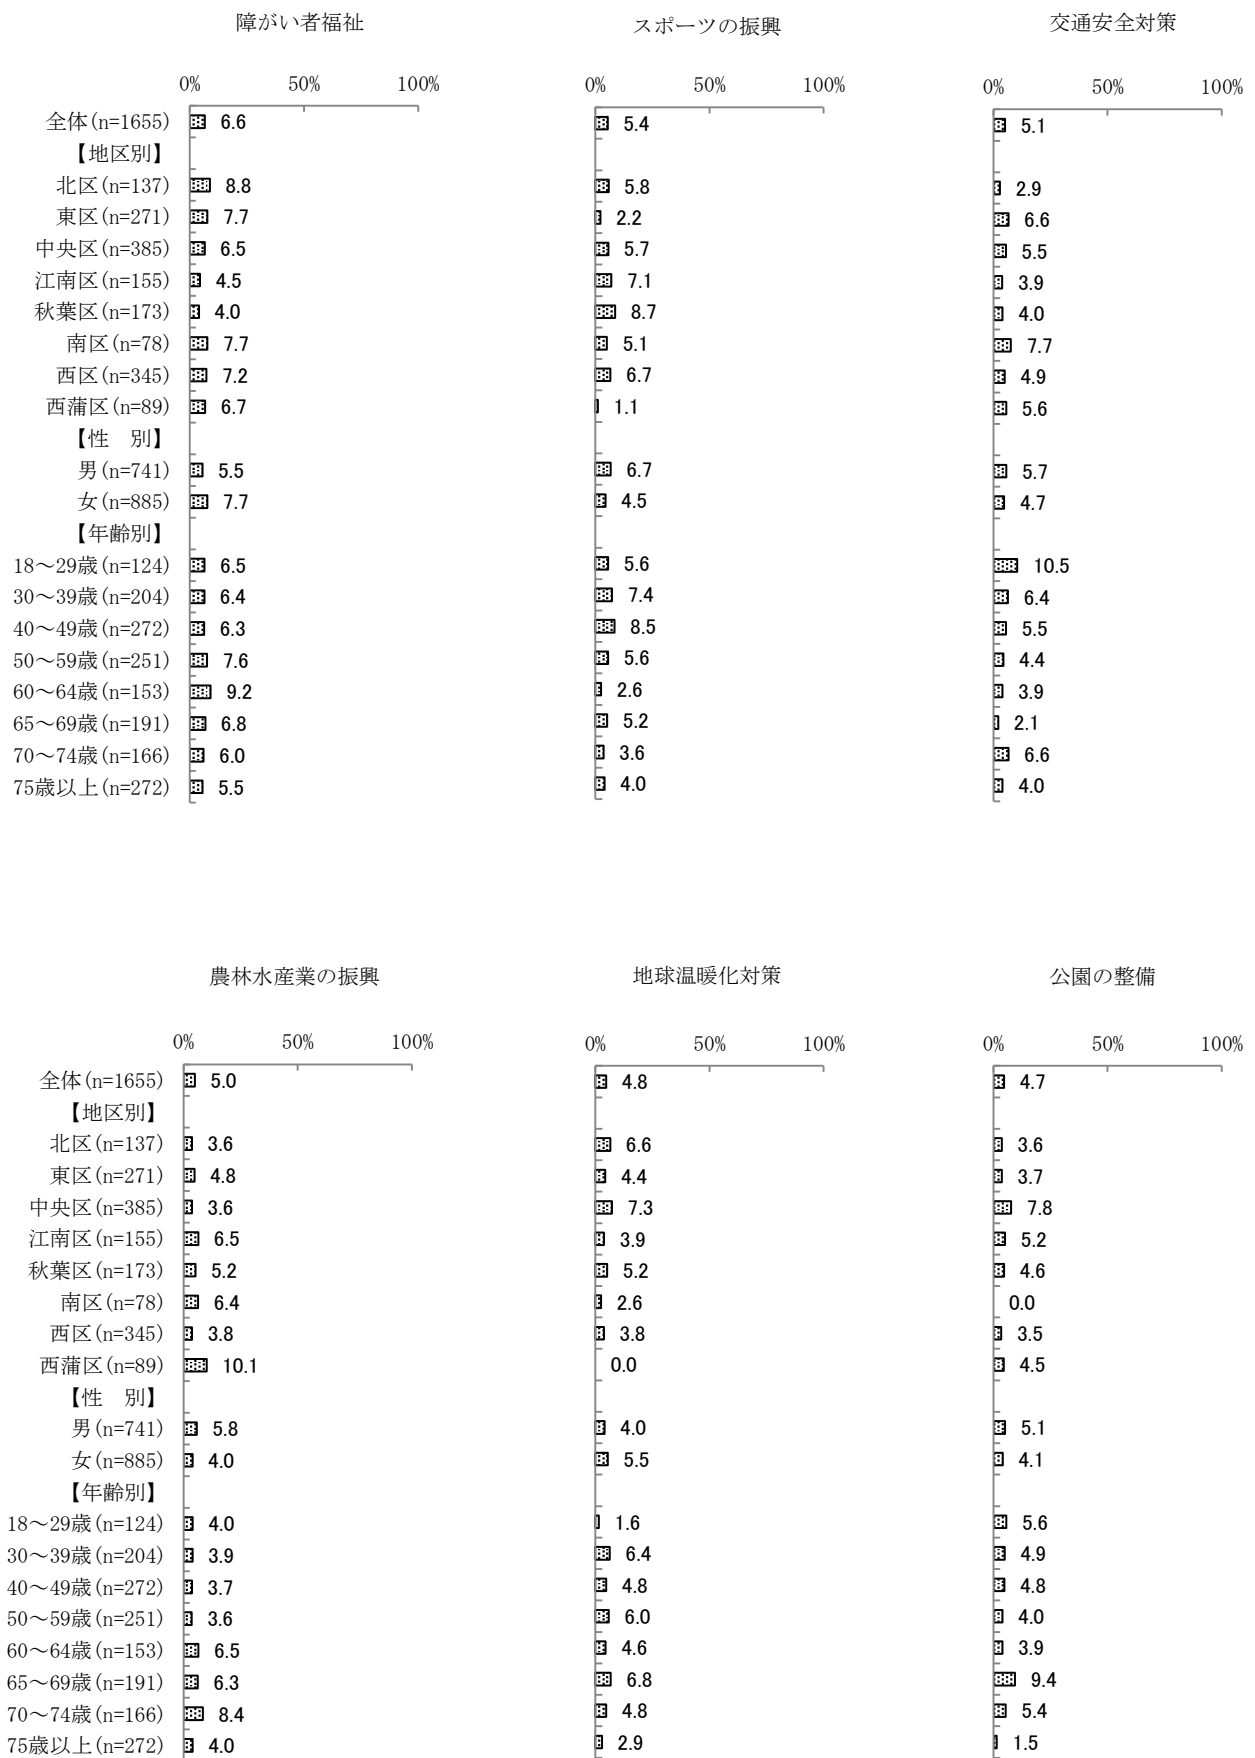 障がい者福祉 スポーツの振興 交通安全対策
0% 50% 100% 0% 50% 100% 0% 50% 100%
全体(n=1655) 6.6 5.4 5.1
【地区別】
北区(n=137) 8.8 5.8 2.9
東区(n=271) 7.7 2.2 6.6
中央区(n=385) 6.5 5.7 5.5
江南区(n=155) 4.5 7.1 3.9
秋葉区(n=173) 4.0 8.7 4.0
南区(n=78) 7.7 5.1 7.7
西区(n=345) 7.2 6.7 4.9
西蒲区(n=89) 6.7 1.1 5.6
【性　別】
男(n=741) 5.5 6.7 5.7
女(n=885) 7.7 4.5 4.7
【年齢別】
18～29歳(n=124) 6.5 5.6 10.5
30～39歳(n=204) 6.4 7.4 6.4
40～49歳(n=272) 6.3 8.5 5.5
50～59歳(n=251) 7.6 5.6 4.4
60～64歳(n=153) 9.2 2.6 3.9
65～69歳(n=191) 6.8 5.2 2.1
70～74歳(n=166) 6.0 3.6 6.6
75歳以上(n=272) 5.5 4.0 4.0
農林水産業の振興 地球温暖化対策 公園の整備
0% 50% 100% 0% 50% 100% 0% 50% 100%
全体(n=1655) 5.0 4.8 4.7
【地区別】
北区(n=137) 3.6 6.6 3.6
東区(n=271) 4.8 4.4 3.7
中央区(n=385) 3.6 7.3 7.8
江南区(n=155) 6.5 3.9 5.2
秋葉区(n=173) 5.2 5.2 4.6
南区(n=78) 6.4 2.6 0.0
西区(n=345) 3.8 3.8 3.5
西蒲区(n=89) 10.1 0.0 4.5
【性　別】
男(n=741) 5.8 4.0 5.1
女(n=885) 4.0 5.5 4.1
【年齢別】
18～29歳(n=124) 4.0 1.6 5.6
30～39歳(n=204) 3.9 6.4 4.9
40～49歳(n=272) 3.7 4.8 4.8
50～59歳(n=251) 3.6 6.0 4.0
60～64歳(n=153) 6.5 4.6 3.9
65～69歳(n=191) 6.3 6.8 9.4
70～74歳(n=166) 8.4 4.8 5.4
75歳以上(n=272) 4.0 2.9 1.5